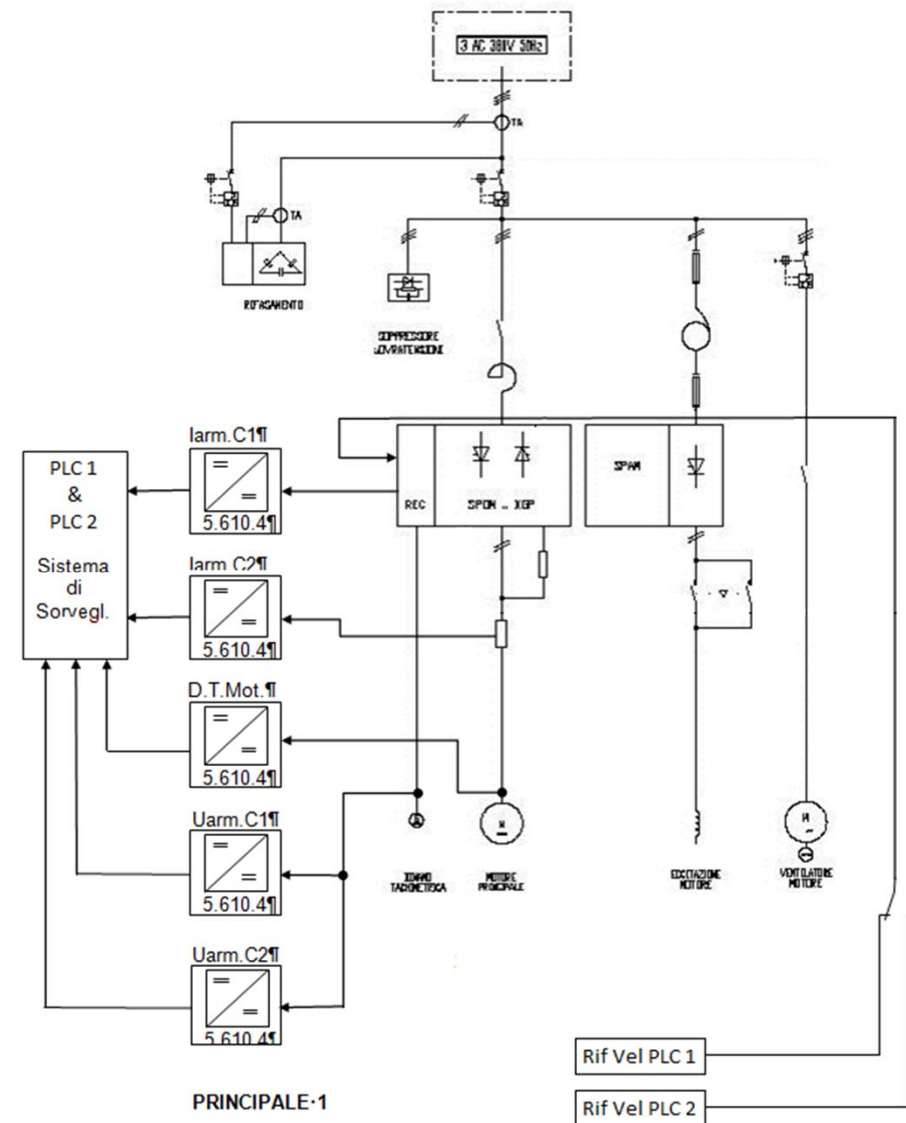 3 AC 380V 50Hz
TA
TA
RIFASAMENTO
SOPPRESSORE
SOVRATENSIONI
Iarm.C1¶
5.610.4¶
PLC 1
&
PLC 2
Sistema
di
Sorvegl.
REC
SPDM .. XGP
SPAM
Iarm.C2¶
5.610.4¶
D.T.Mot.¶
5.610.4¶
Uarm.C1¶
5.610.4¶
M
M
~
DINAMO
TACHIMETRICA
MOTORE
PRINCIPALE
ECCITAZIONE
MOTORE
VENTILATORE
MOTORE
Uarm.C2¶
5.610.4¶
Rif Vel PLC 1
PRINCIPALE·1
Rif Vel PLC 2